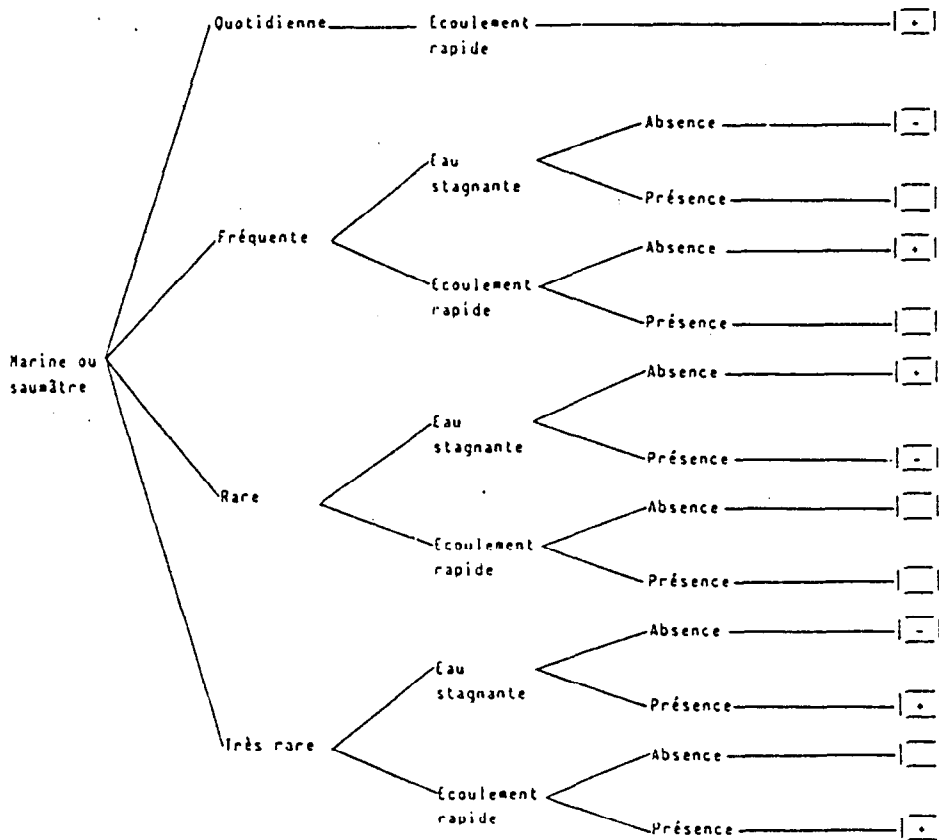 Quotidienne Ecoulement +
rapide
Absence -
Eau
stagnante
Présence
Fréquente
Absence +
Ecoulement
rapide
Présence
Marine ou
saumâtre
Absence +
Eau
stagnante
Présence -
Rare
Absence
Ecoulement
rapide
Présence
Absence -
Eau
stagnante
Présence +
Très rare
Absence
Ecoulement
rapide
Présence +